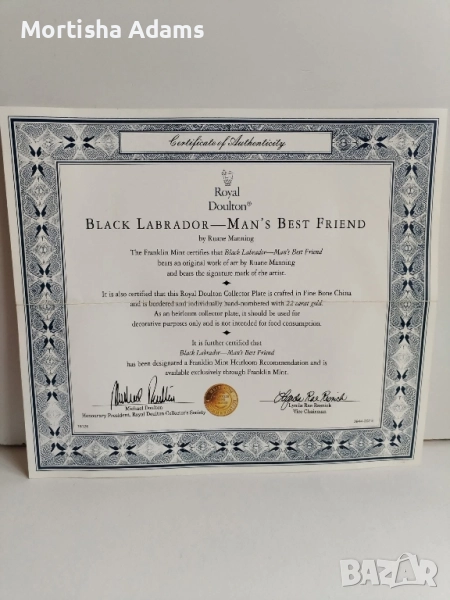 Mortisha Adams
Certificate of Authenticity
Royal
Doulton®
BLACK LABRADOR—MAN'S BEST FRIEND
by Ruane Manning
The Franklin Mint certifies that Black Labrador—Man's Best Friend
bears an original work of art by Ruane Manning
and bears the signature mark of the artist.
It is also certified that this Royal Doulton Collector Plate is crafted in Fine Bone China
and is bordered and individually hand-numbered with 22 carat gold.
As an heirloom collector plate, it should be used for
decorative purposes only and is not intended for food consumption.
It is further certified that
Black Labrador—Man's Best Friend
has been designated a Franklin Mint Heirloom Recommendation and is
available exclusively through Franklin Mint.
Michael Doulton
Michael Doulton
Honorary President, Royal Doulton Collector's Society
Lynda Rae Resnick
Lynda Rae Resnick
Vice Chairman
BAZAR